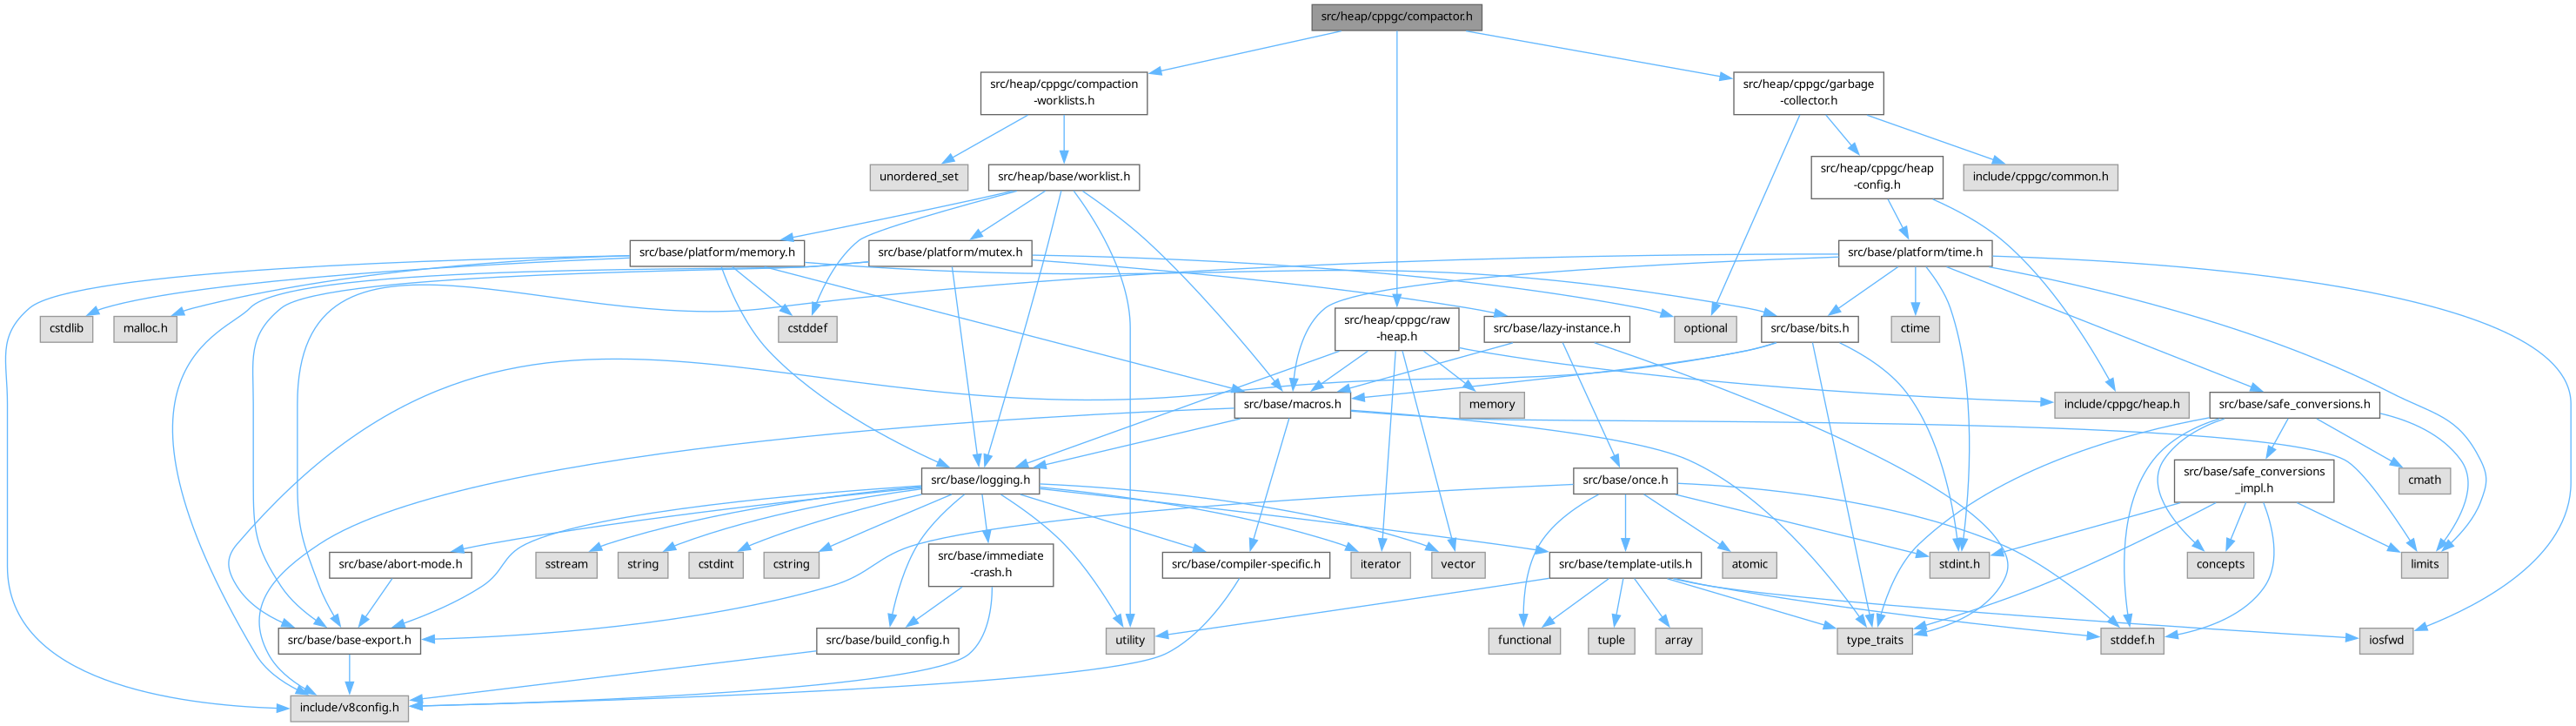 src/heap/cppgc/compactor.h
src/heap/cppgc/compaction
-worklists.h
src/heap/cppgc/garbage
-collector.h
unordered_set
src/heap/base/worklist.h
src/heap/cppgc/heap
-config.h
include/cppgc/common.h
src/base/platform/memory.h
src/base/platform/mutex.h
src/base/platform/time.h
cstdlib
malloc.h
cstddef
src/heap/cppgc/raw
-heap.h
src/base/lazy-instance.h
optional
src/base/bits.h
ctime
src/base/macros.h
memory
include/cppgc/heap.h
src/base/safe_conversions.h
src/base/logging.h
src/base/once.h
src/base/safe_conversions
_impl.h
cmath
src/base/abort-mode.h
sstream
string
cstdint
cstring
src/base/immediate
-crash.h
src/base/compiler-specific.h
iterator
vector
src/base/template-utils.h
atomic
stdint.h
concepts
limits
src/base/base-export.h
src/base/build_config.h
utility
functional
tuple
array
type_traits
stddef.h
iosfwd
include/v8config.h